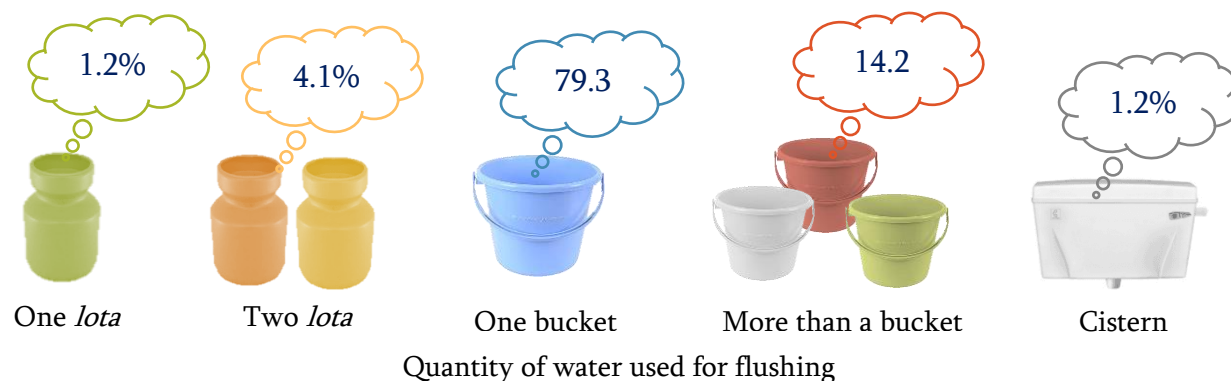 1.2%
4.1%
79.3
14.2
1.2%
One lota
Two lota
One bucket
More than a bucket
Cistern
Quantity of water used for flushing